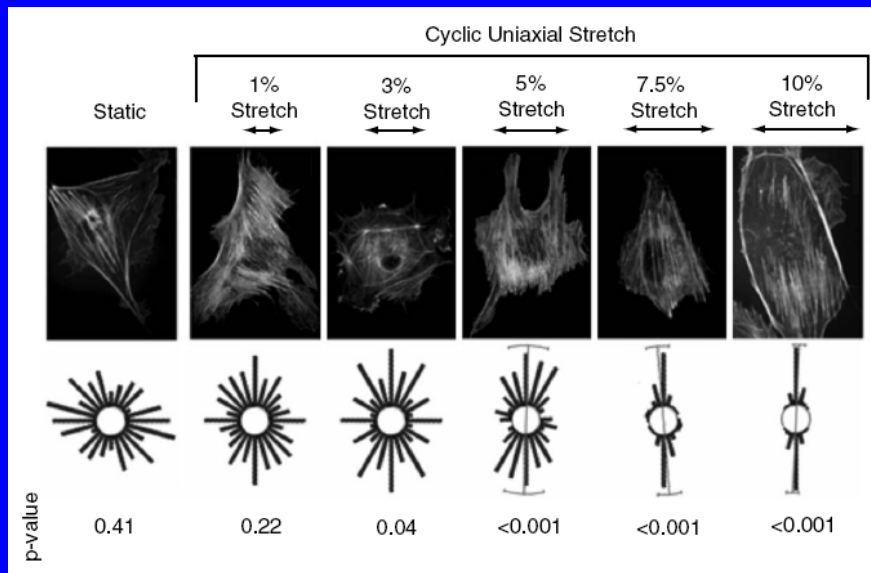 Cyclic Uniaxial Stretch
Static
1%
Stretch
3%
Stretch
5%
Stretch
7.5%
Stretch
10%
Stretch
p-value
0.41
0.22
0.04
<0.001
<0.001
<0.001